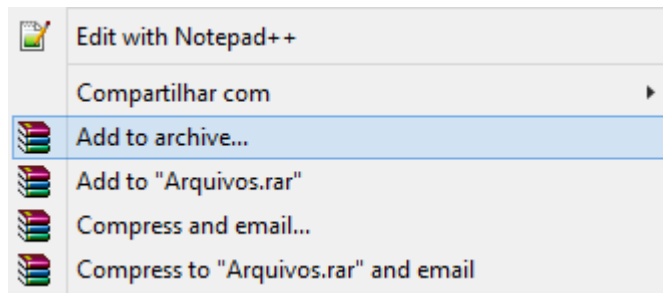 Edit with Notepad++
Compartilhar com
Add to archive...
Add to "Arquivos.rar"
Compress and email...
Compress to "Arquivos.rar" and email